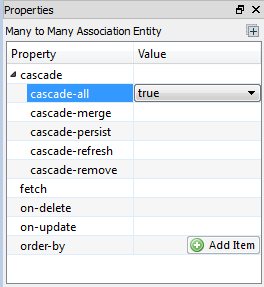 Properties
Many to Many Association Entity
Property Value
cascade
cascade-all true
cascade-merge
cascade-persist
cascade-refresh
cascade-remove
fetch
on-delete
on-update
order-by Add Item